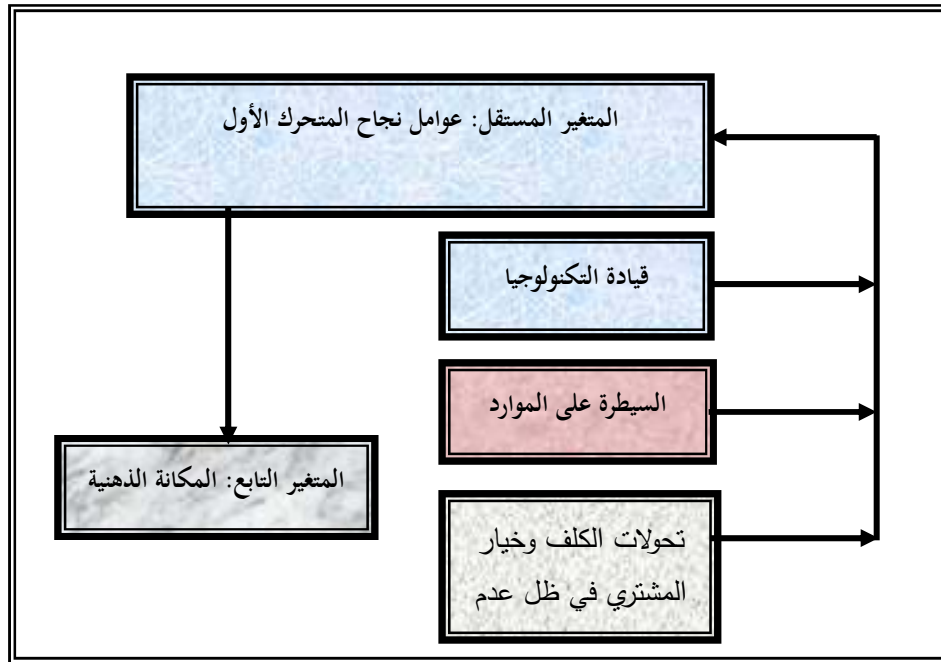 المتغير المستقل: عوامل نجاح المتحرك الأول
قيادة التكنولوجيا
السيطرة على الموارد
المتغير التابع: المكانة الذهنية
تحولات الكلف وخيار
المشتري في ظل عدم